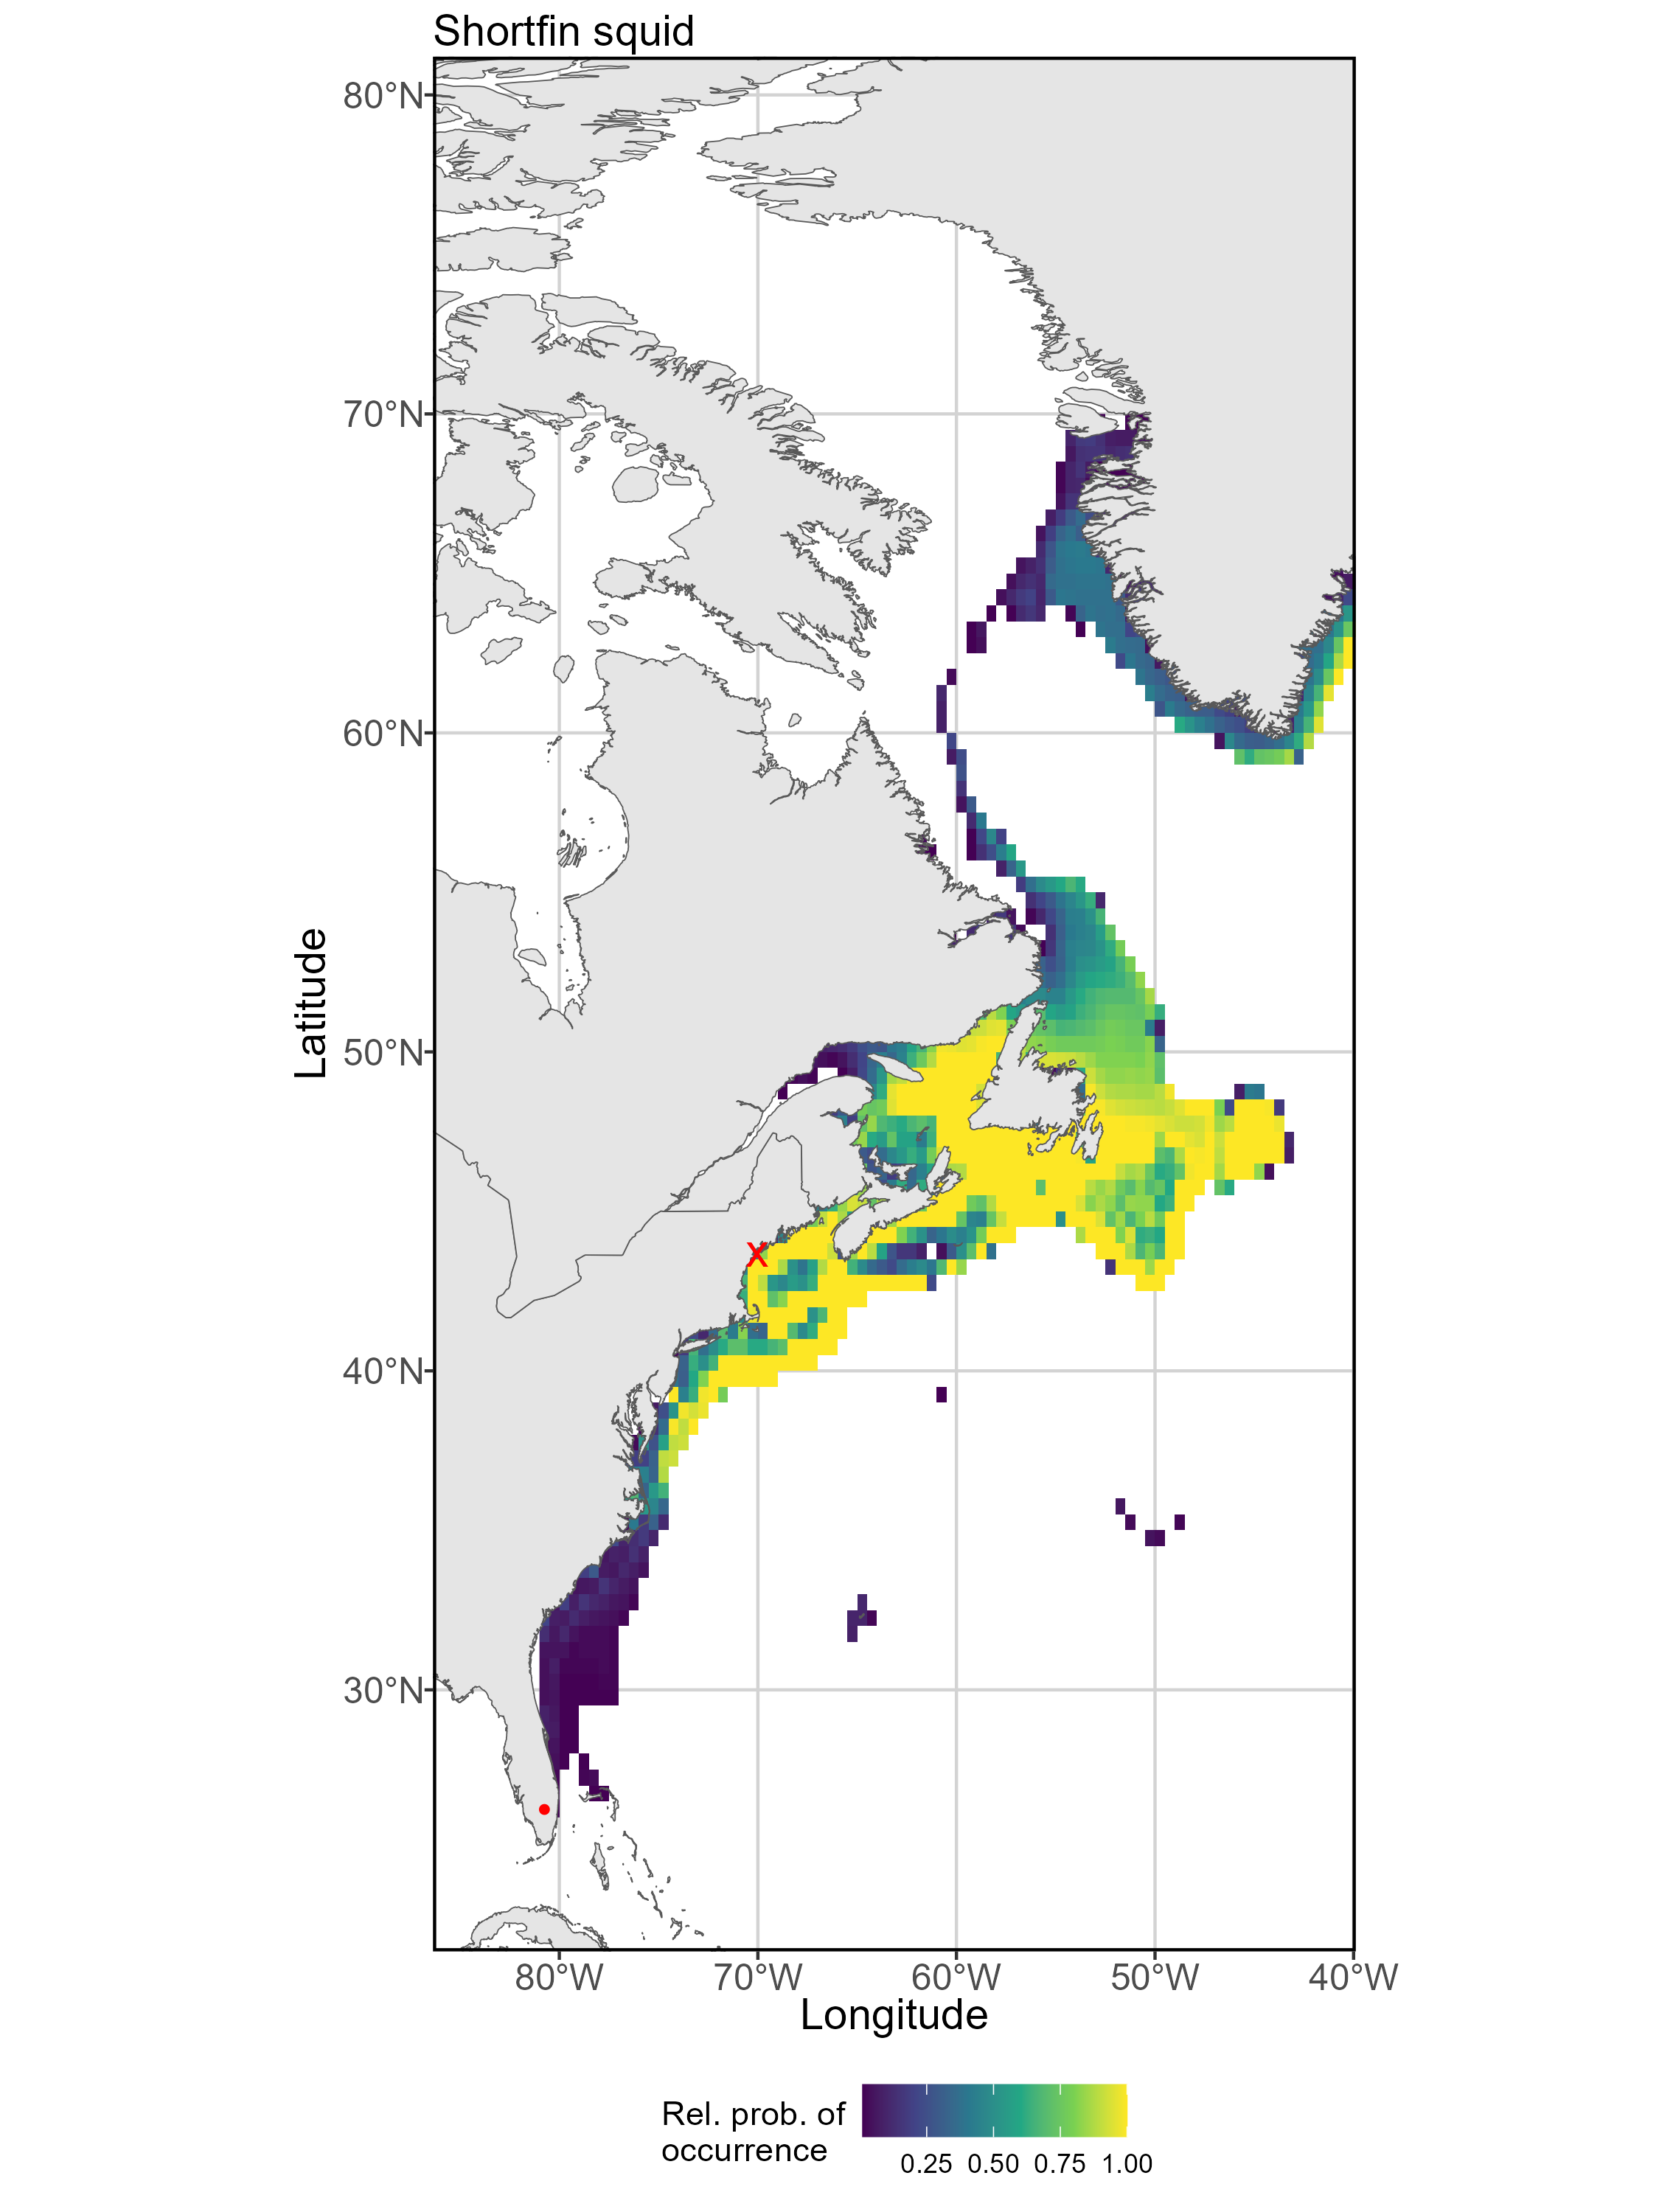 Shortfin squid
80°N
70°N
60°N
50°N
40°N
30°N
Latitude
X
80°W 70°W 60°W 50°W 40°W
Longitude
Rel. prob. of
occurrence
0.25 0.50 0.75 1.00